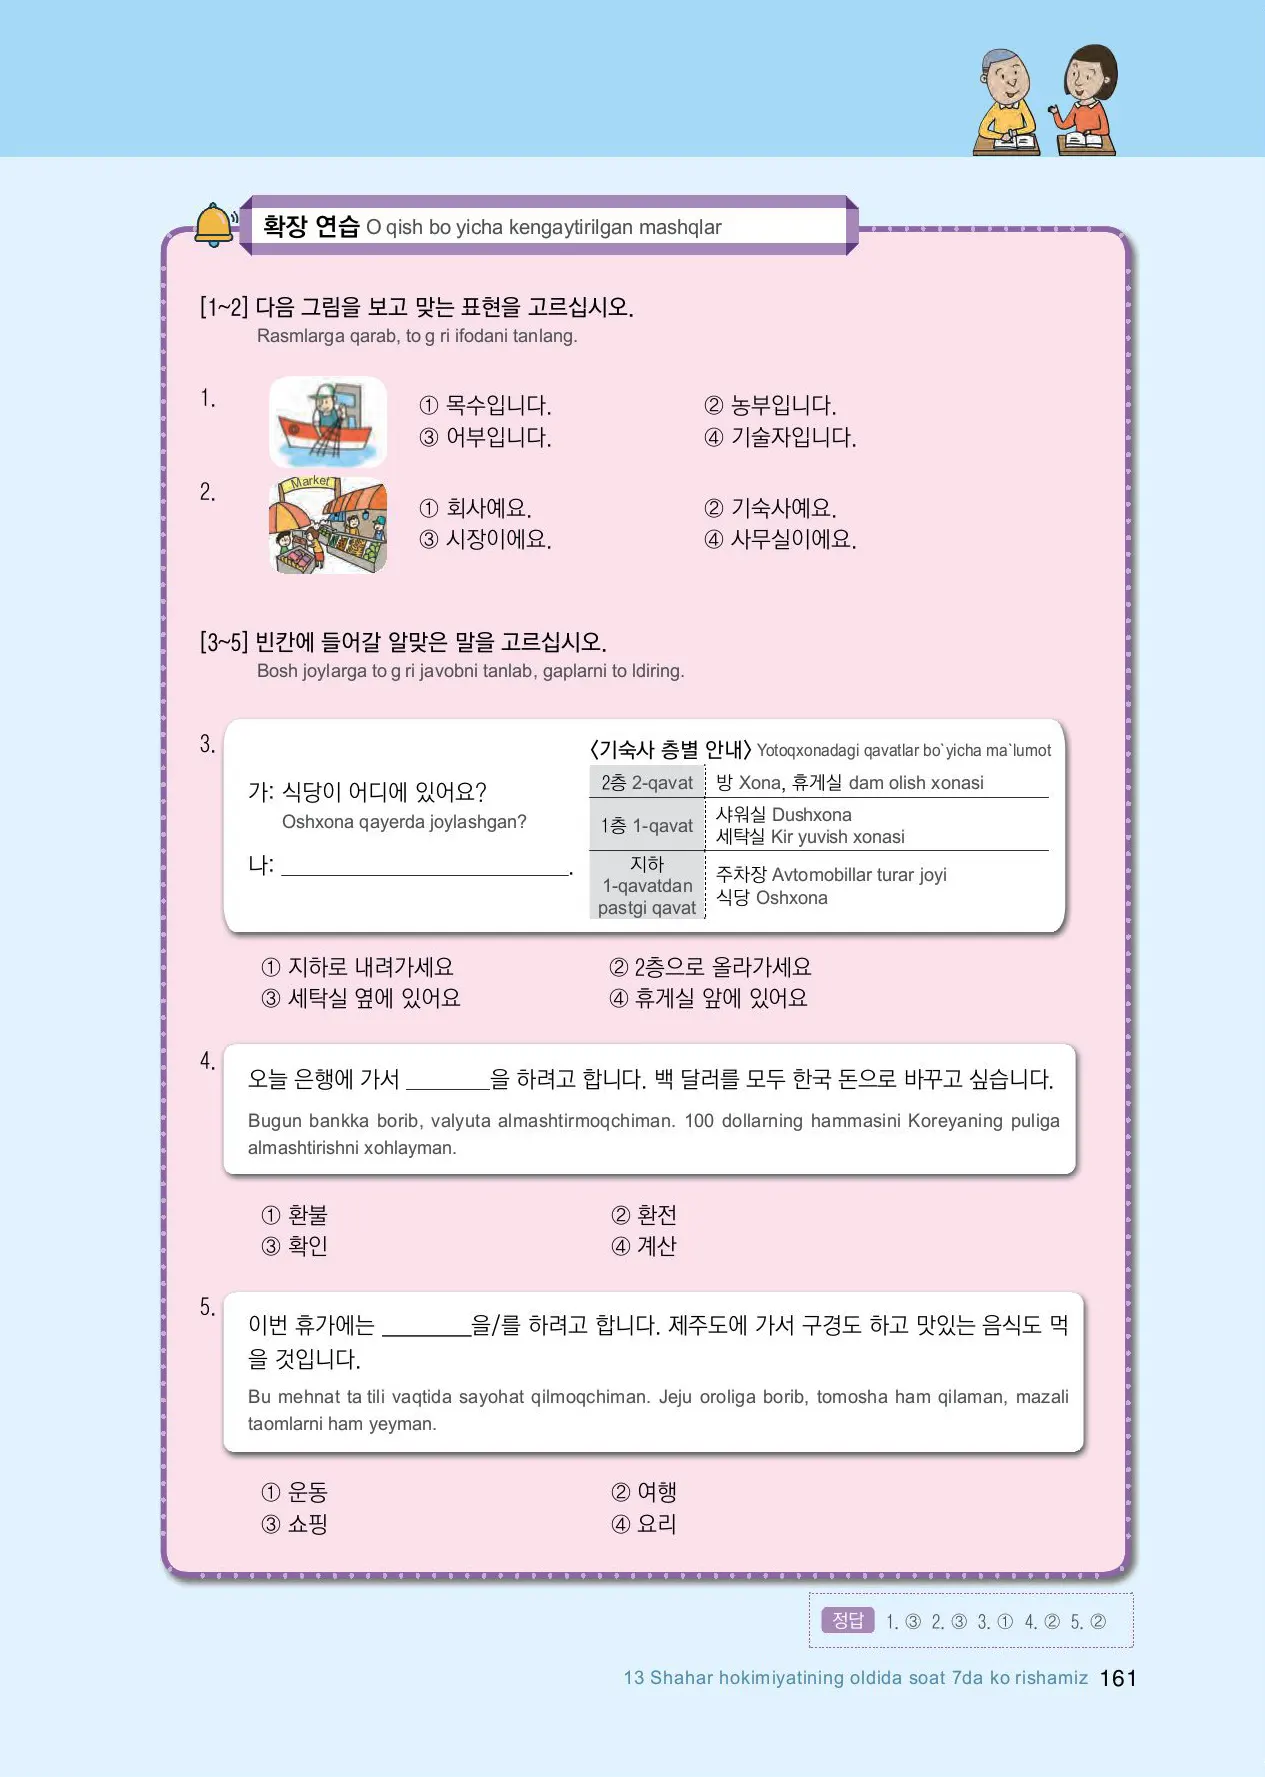 확장 연습 O qish bo yicha kengaytirilgan mashqlar
[1~2] 다음 그림을 보고 맞는 표현을 고르십시오.
Rasmlarga qarab, to g ri ifodani tanlang.
1.
① 목수입니다. ② 농부입니다.
③ 어부입니다. ④ 기술자입니다.
2.
Market
① 회사예요. ② 기숙사예요.
③ 시장이에요. ④ 사무실이에요.
[3~5] 빈칸에 들어갈 알맞은 말을 고르십시오.
Bosh joylarga to g ri javobni tanlab, gaplarni to ldiring.
3.
가: 식당이 어디에 있어요?
Oshxona qayerda joylashgan?
나: ______________________.
〈기숙사 층별 안내〉 Yotoqxonadagi qavatlar bo`yicha ma`lumot
2층 2-qavat 방 Xona, 휴게실 dam olish xonasi
1층 1-qavat 샤워실 Dushxona
세탁실 Kir yuvish xonasi
지하
1-qavatdan
pastgi qavat
주차장 Avtomobillar turar joyi
식당 Oshxona
① 지하로 내려가세요 ② 2층으로 올라가세요
③ 세탁실 옆에 있어요 ④ 휴게실 앞에 있어요
4.
오늘 은행에 가서 _______을 하려고 합니다. 백 달러를 모두 한국 돈으로 바꾸고 싶습니다.
Bugun bankka borib, valyuta almashtirmoqchiman. 100 dollarning hammasini Koreyaning puliga
almashtirishni xohlayman.
① 환불 ② 환전
③ 확인 ④ 계산
5.
이번 휴가에는 _______을/를 하려고 합니다. 제주도에 가서 구경도 하고 맛있는 음식도 먹
을 것입니다.
Bu mehnat ta tili vaqtida sayohat qilmoqchiman. Jeju oroliga borib, tomosha ham qilaman, mazali
taomlarni ham yeyman.
① 운동 ② 여행
③ 쇼핑 ④ 요리
정답 1. ③ 2. ③ 3. ① 4. ② 5. ②
13 Shahar hokimiyatining oldida soat 7da ko rishamiz 161